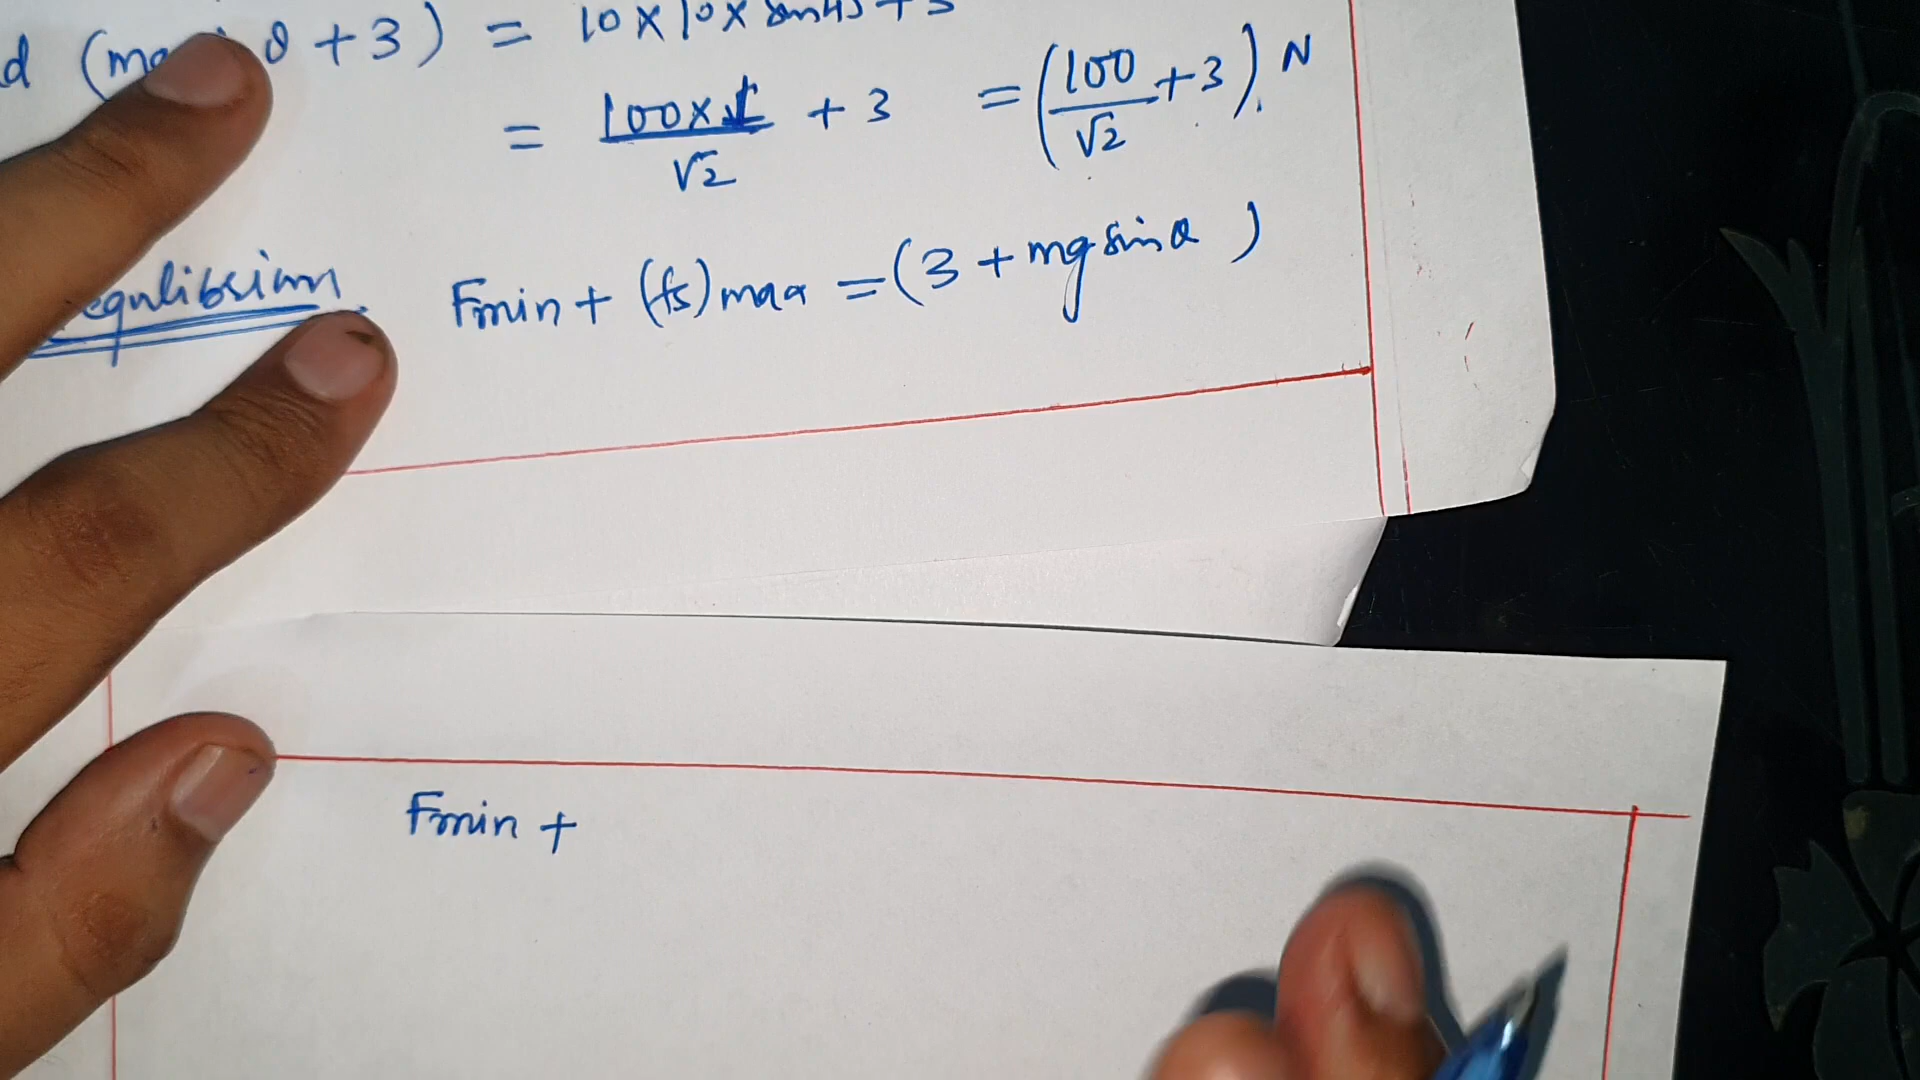 (mg θ + 3) = 10 × 10 × sin45 + 3
= 100×1/√2 + 3 = (100/√2 + 3) N
equlibrium Fmin + (fs)max = (3 + mg sinθ)
Fmin +